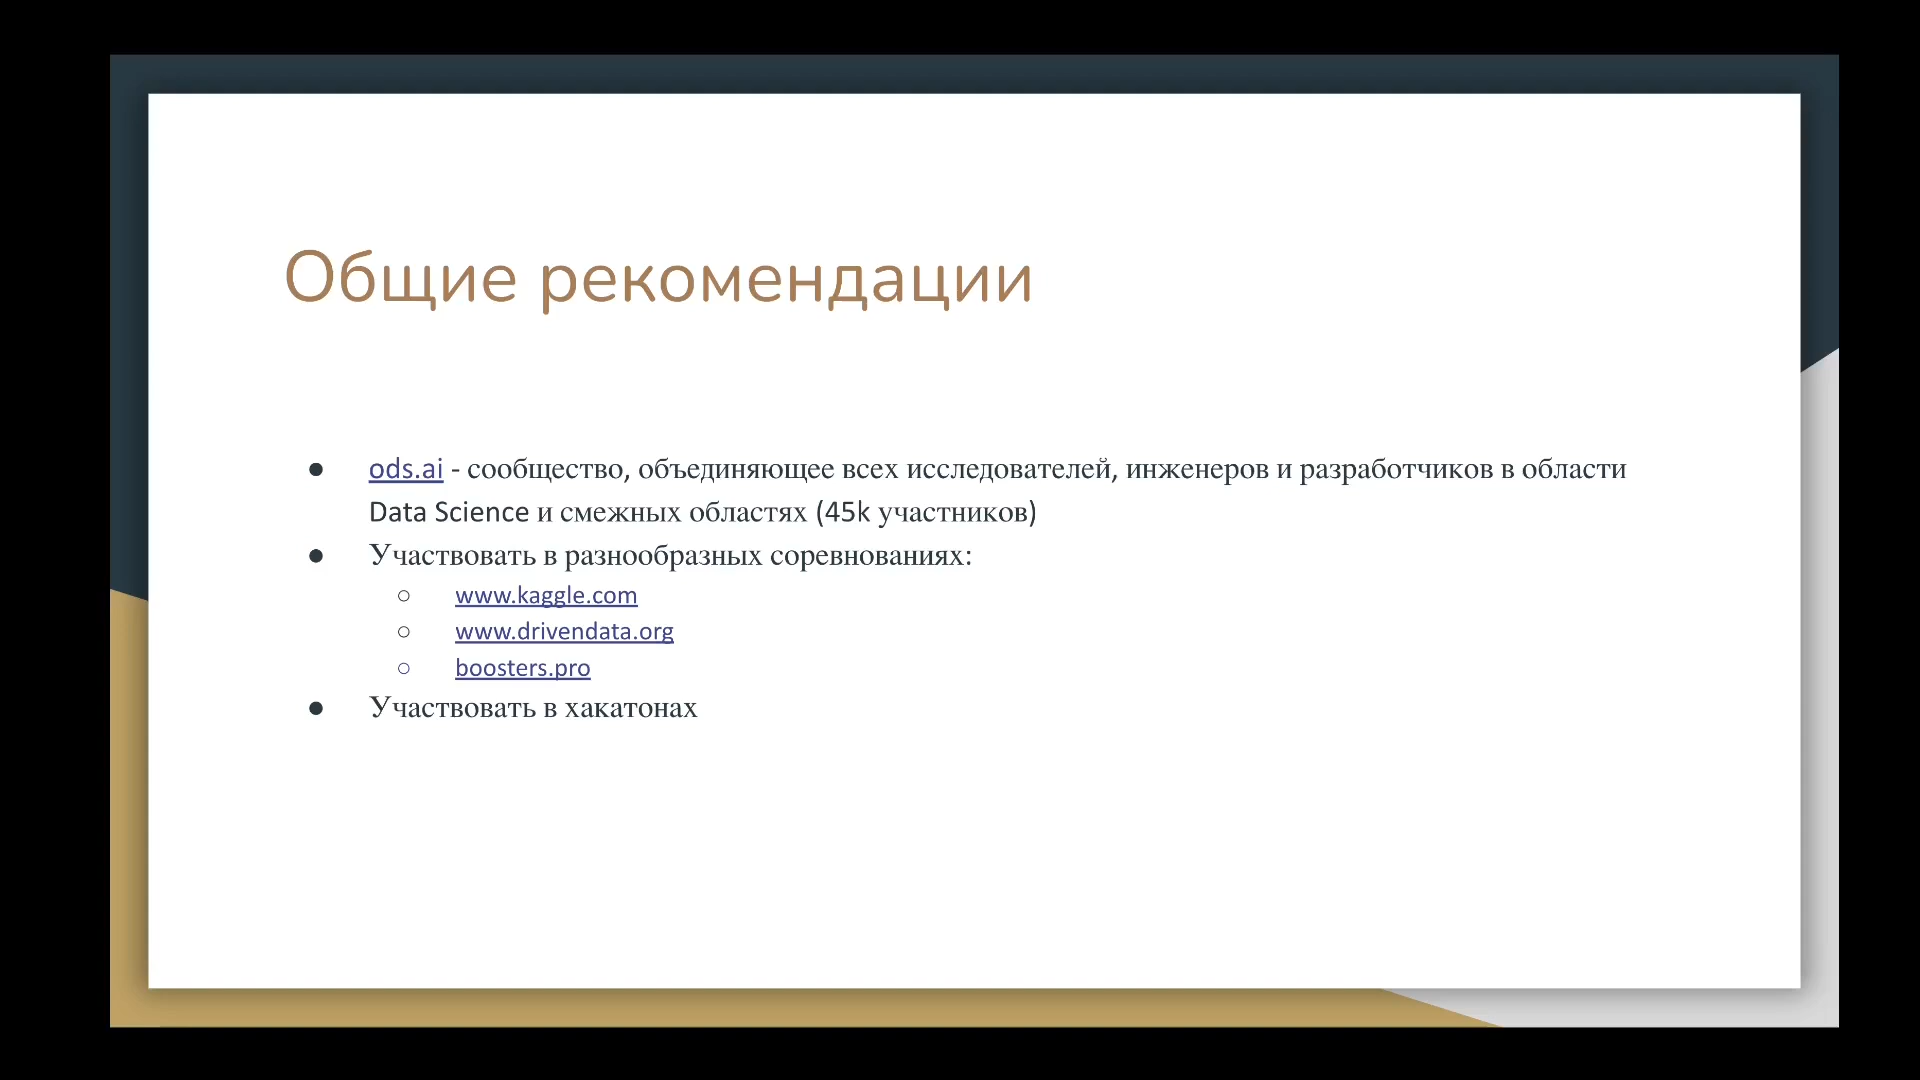 Общие рекомендации
● ods.ai - сообщество, объединяющее всех исследователей, инженеров и разработчиков в области
Data Science и смежных областях (45k участников)
● Участвовать в разнообразных соревнованиях:
○ www.kaggle.com
○ www.drivendata.org
○ boosters.pro
● Участвовать в хакатонах